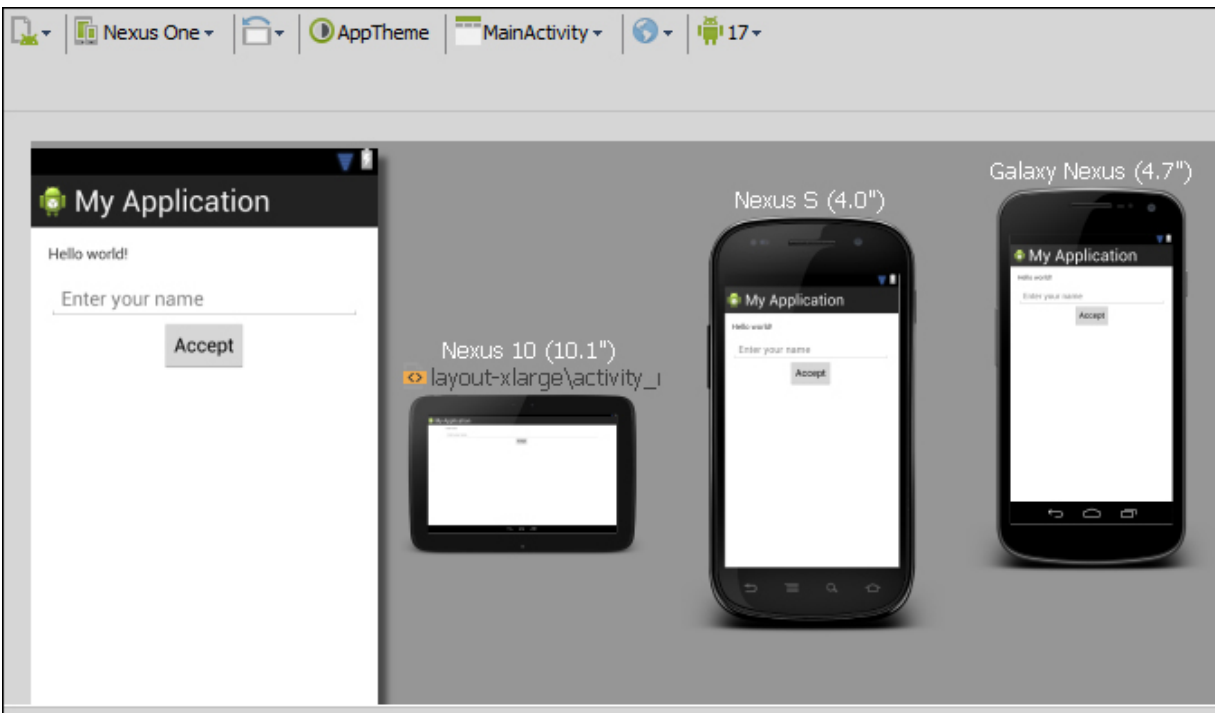 Nexus One AppTheme MainActivity 17
My Application
Hello world!
Enter your name
Accept
Nexus 10 (10.1")
layout-xlarge\activity_
My Application
Nexus S (4.0")
My Application
Hello world!
Enter your name
Accept
Galaxy Nexus (4.7")
My Application
Hello world!
Enter your name
Accept